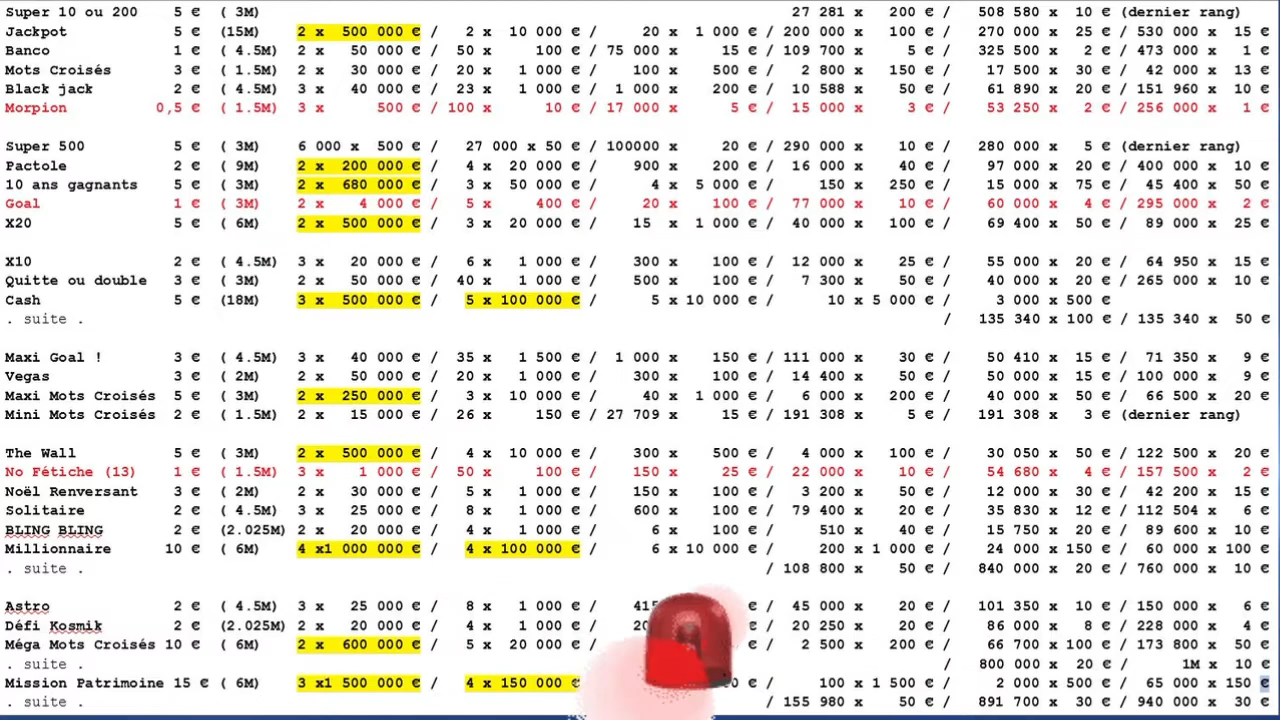 Super 10 ou 200 5 € ( 3M) 27 281 x 200 € / 508 580 x 10 € (dernier rang)
Jackpot 5 € (15M) 2 x 500 000 € / 2 x 10 000 € / 20 x 1 000 € / 200 000 x 100 € / 270 000 x 25 € / 530 000 x 15 €
Banco 1 € ( 4.5M) 2 x 50 000 € / 50 x 100 € / 75 000 x 15 € / 109 700 x 5 € / 325 500 x 2 € / 473 000 x 1 €
Mots Croisés 3 € ( 1.5M) 2 x 30 000 € / 20 x 1 000 € / 100 x 500 € / 2 800 x 150 € / 17 500 x 30 € / 42 000 x 13 €
Black jack 2 € ( 4.5M) 3 x 40 000 € / 23 x 1 000 € / 1 000 x 200 € / 10 588 x 50 € / 61 890 x 20 € / 151 960 x 10 €
Morpion 0,5 € ( 1.5M) 3 x 500 € / 100 x 10 € / 17 000 x 5 € / 15 000 x 3 € / 53 250 x 2 € / 256 000 x 1 €
Super 500 5 € ( 3M) 6 000 x 500 € / 27 000 x 50 € / 100000 x 20 € / 290 000 x 10 € / 280 000 x 5 € (dernier rang)
Pactole 2 € ( 9M) 2 x 200 000 € / 4 x 20 000 € / 900 x 200 € / 16 000 x 40 € / 97 000 x 20 € / 400 000 x 10 €
10 ans gagnants 5 € ( 3M) 2 x 680 000 € / 3 x 50 000 € / 4 x 5 000 € / 150 x 250 € / 15 000 x 75 € / 45 400 x 50 €
Goal 1 € ( 3M) 2 x 4 000 € / 5 x 400 € / 20 x 100 € / 77 000 x 10 € / 60 000 x 4 € / 295 000 x 2 €
X20 5 € ( 6M) 2 x 500 000 € / 3 x 20 000 € / 15 x 1 000 € / 40 000 x 100 € / 69 400 x 50 € / 89 000 x 25 €
X10 2 € ( 4.5M) 3 x 20 000 € / 6 x 1 000 € / 300 x 100 € / 12 000 x 25 € / 55 000 x 20 € / 64 950 x 15 €
Quitte ou double 3 € ( 3M) 2 x 50 000 € / 40 x 1 000 € / 500 x 100 € / 7 300 x 50 € / 40 000 x 20 € / 265 000 x 10 €
Cash 5 € (18M) 3 x 500 000 € / 5 x 100 000 € / 5 x 10 000 € / 10 x 5 000 € / 3 000 x 500 €
. suite . / 135 340 x 100 € / 135 340 x 50 €
Maxi Goal ! 3 € ( 4.5M) 3 x 40 000 € / 35 x 1 500 € / 1 000 x 150 € / 111 000 x 30 € / 50 410 x 15 € / 71 350 x 9 €
Vegas 3 € ( 2M) 2 x 50 000 € / 20 x 1 000 € / 300 x 100 € / 14 400 x 50 € / 50 000 x 15 € / 100 000 x 9 €
Maxi Mots Croisés 5 € ( 3M) 2 x 250 000 € / 3 x 10 000 € / 40 x 1 000 € / 6 000 x 200 € / 40 000 x 50 € / 66 500 x 20 €
Mini Mots Croisés 2 € ( 1.5M) 2 x 15 000 € / 26 x 150 € / 27 709 x 15 € / 191 308 x 5 € / 191 308 x 3 € (dernier rang)
The Wall 5 € ( 3M) 2 x 500 000 € / 4 x 10 000 € / 300 x 500 € / 4 000 x 100 € / 30 050 x 50 € / 122 500 x 20 €
No Fétiche (13) 1 € ( 1.5M) 3 x 1 000 € / 50 x 100 € / 150 x 25 € / 22 000 x 10 € / 54 680 x 4 € / 157 500 x 2 €
Noël Renversant 3 € ( 2M) 2 x 30 000 € / 5 x 1 000 € / 150 x 100 € / 3 200 x 50 € / 12 000 x 30 € / 42 200 x 15 €
Solitaire 2 € ( 4.5M) 3 x 25 000 € / 8 x 1 000 € / 600 x 100 € / 79 400 x 20 € / 35 830 x 12 € / 112 504 x 6 €
BLING BLING 2 € (2.025M) 2 x 20 000 € / 4 x 1 000 € / 6 x 100 € / 510 x 40 € / 15 750 x 20 € / 89 600 x 10 €
Millionnaire 10 € ( 6M) 4 x1 000 000 € / 4 x 100 000 € / 6 x 10 000 € / 200 x 1 000 € / 24 000 x 150 € / 60 000 x 100 €
. suite . / 108 800 x 50 € / 840 000 x 20 € / 760 000 x 10 €
Astro 2 € ( 4.5M) 3 x 25 000 € / 8 x 1 000 € / 45 000 x 20 € / 101 350 x 10 € / 150 000 x 6 €
Défi Kosmik 2 € (2.025M) 2 x 20 000 € / 4 x 1 000 € / 20 250 x 20 € / 86 000 x 8 € / 228 000 x 4 €
Méga Mots Croisés 10 € ( 6M) 2 x 600 000 € / 5 x 20 000 € / 2 500 x 200 € / 66 700 x 100 € / 173 800 x 50 €
. suite . / 800 000 x 20 € / 1M x 10 €
Mission Patrimoine 15 € ( 6M) 3 x1 500 000 € / 4 x 150 000 € / 100 x 1 500 € / 2 000 x 500 € / 65 000 x 150 €
. suite . / 155 980 x 50 € / 891 700 x 30 € / 940 000 x 30 €